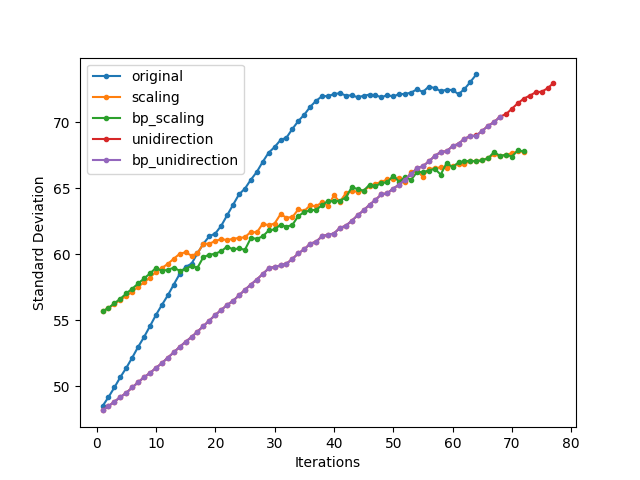 original
scaling
bp_scaling
unidirection
bp_unidirection
Standard Deviation
70
65
60
55
50
0 10 20 30 40 50 60 70 80
Iterations